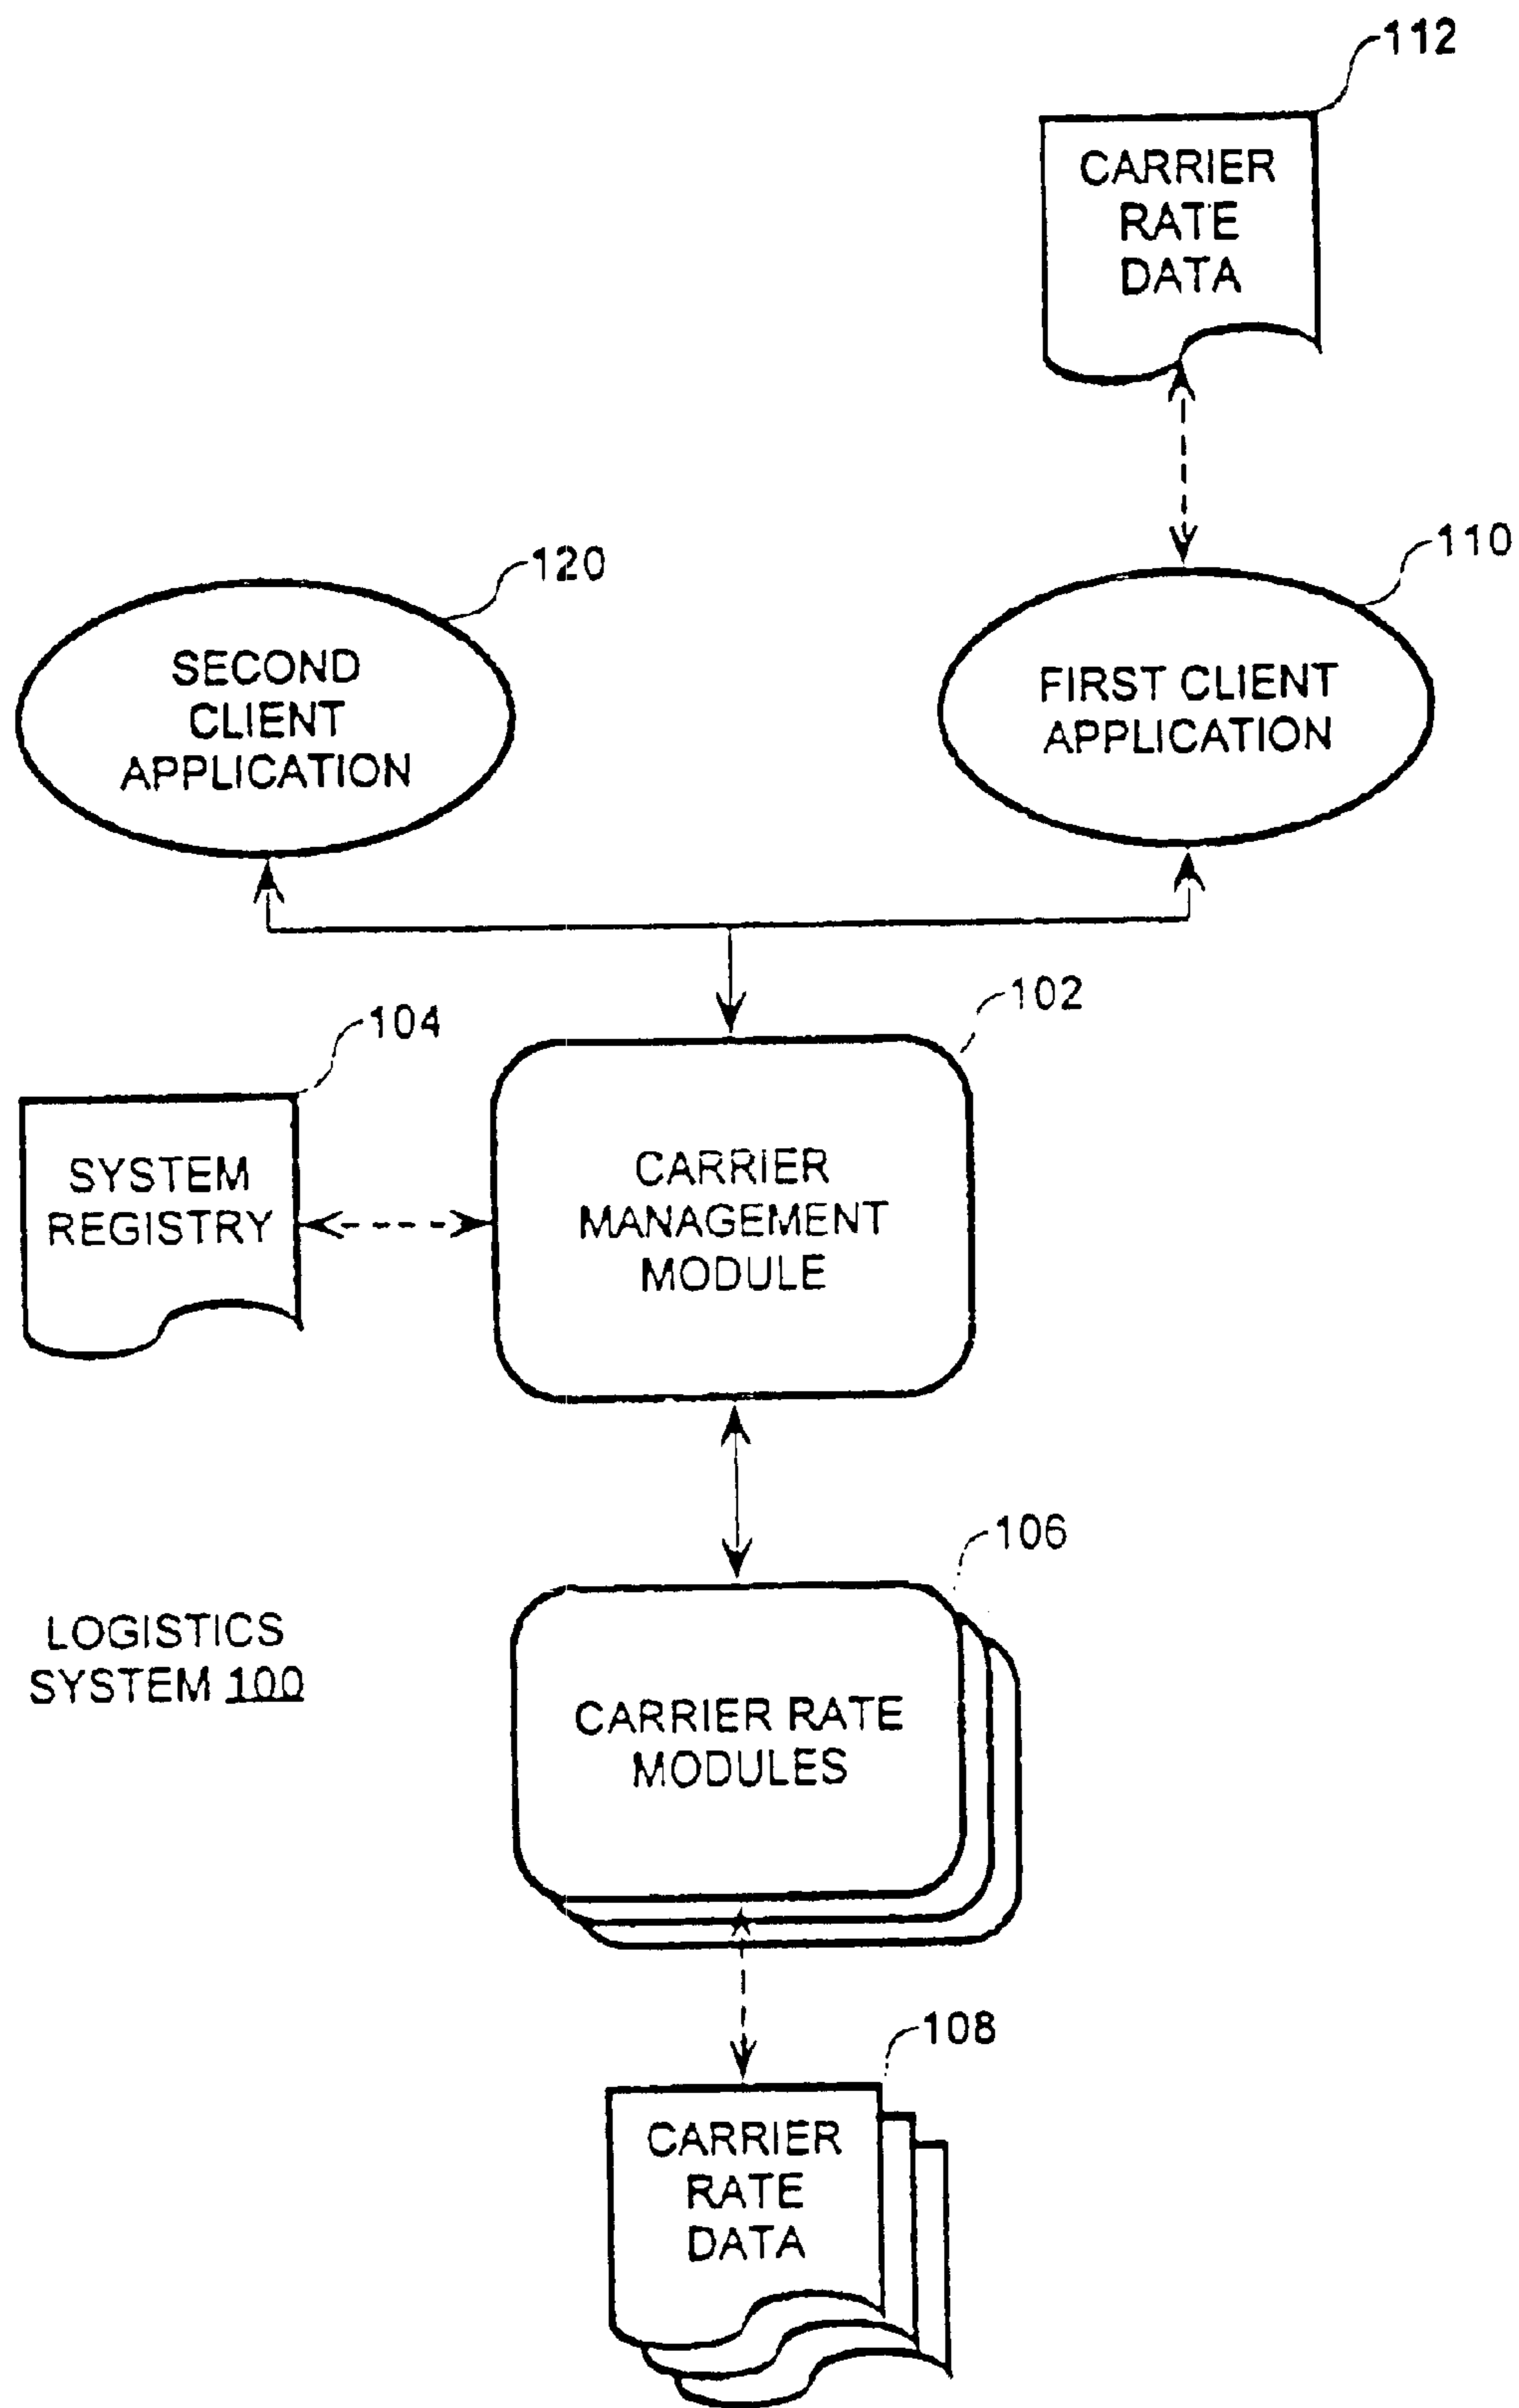 112
CARRIER
RATE
DATA
120
110
SECOND
CLIENT
APPLICATION
FIRST CLIENT
APPLICATION
102
104
SYSTEM
REGISTRY
CARRIER
MANAGEMENT
MODULE
106
LOGISTICS
SYSTEM 100
CARRIER RATE
MODULES
108
CARRIER
RATE
DATA